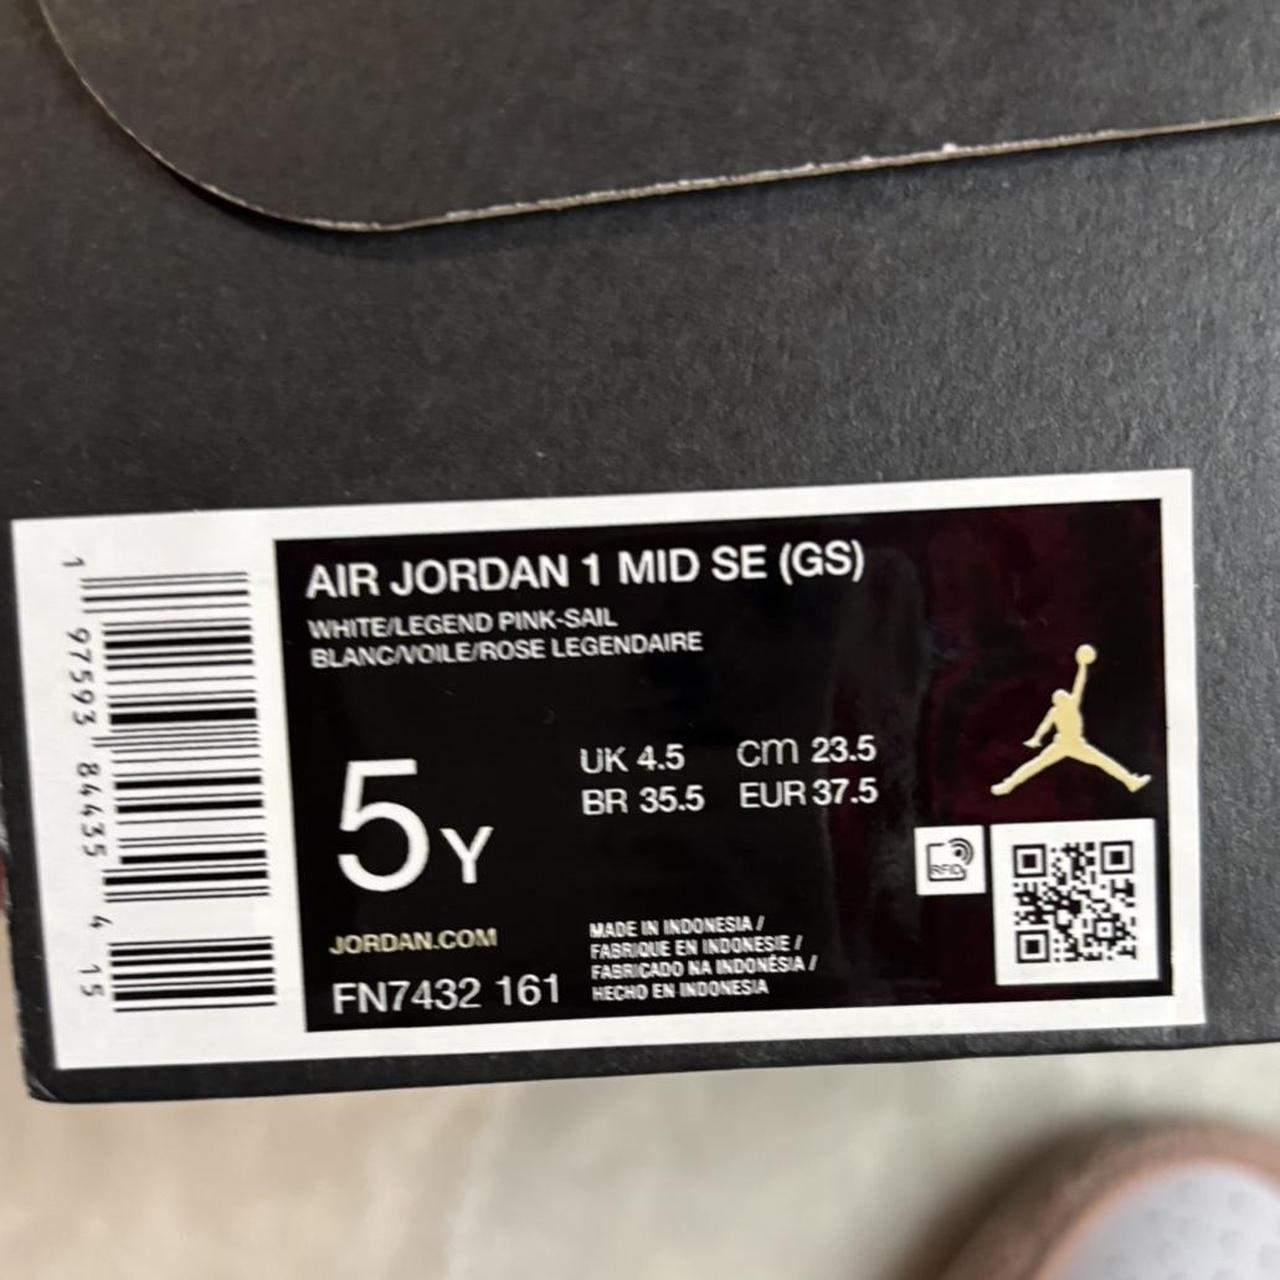 AIR JORDAN 1 MID SE (GS)
WHITE/LEGEND PINK-SAIL
BLANC/VOILE/ROSE LEGENDAIRE
5Y
UK 4.5 cm 23.5
BR 35.5 EUR 37.5
JORDAN.COM
FN7432 161
MADE IN INDONESIA /
FABRIQUE EN INDONESIE /
FABRICADO NA INDONÉSIA /
HECHO EN INDONESIA
RFID
1 97593 84435 4 15